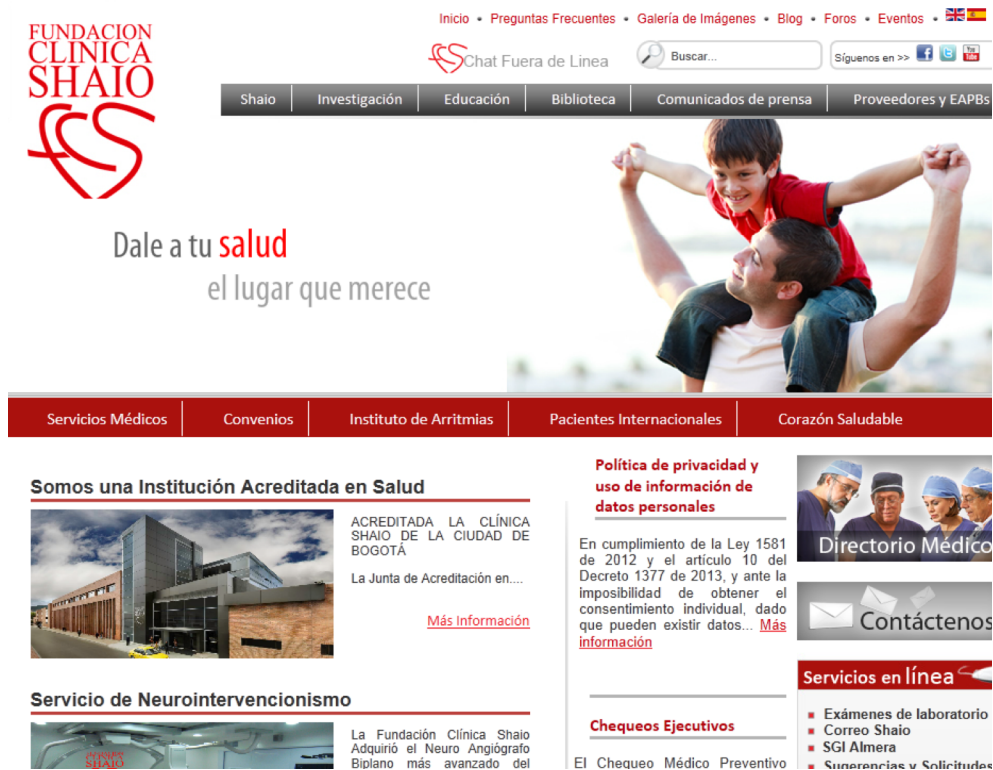 FUNDACION
CLINICA
SHAIO
Inicio • Preguntas Frecuentes • Galería de Imágenes • Blog • Foros • Eventos •
Chat Fuera de Linea
Buscar...
Síguenos en >>
You
Tube
Shaio
Investigación
Educación
Biblioteca
Comunicados de prensa
Proveedores y EAPBs
Dale a tu salud
el lugar que merece
Servicios Médicos
Convenios
Instituto de Arritmias
Pacientes Internacionales
Corazón Saludable
Somos una Institución Acreditada en Salud
ACREDITADA LA CLÍNICA
SHAIO DE LA CIUDAD DE
BOGOTÁ
La Junta de Acreditación en....
Más Información
Servicio de Neurointervencionismo
SHAIO
La Fundación Clínica Shaio
Adquirió el Neuro Angiógrafo
Biplano más avanzado del
Política de privacidad y
uso de información de
datos personales
En cumplimiento de la Ley 1581
de 2012 y el artículo 10 del
Decreto 1377 de 2013, y ante la
imposibilidad de obtener el
consentimiento individual, dado
que pueden existir datos... Más
información
Chequeos Ejecutivos
El Chequeo Médico Preventivo
Directorio Médico
Contáctenos
Servicios en línea
Exámenes de laboratorio
Correo Shaio
SGI Almera
Sugerencias y Solicitudes